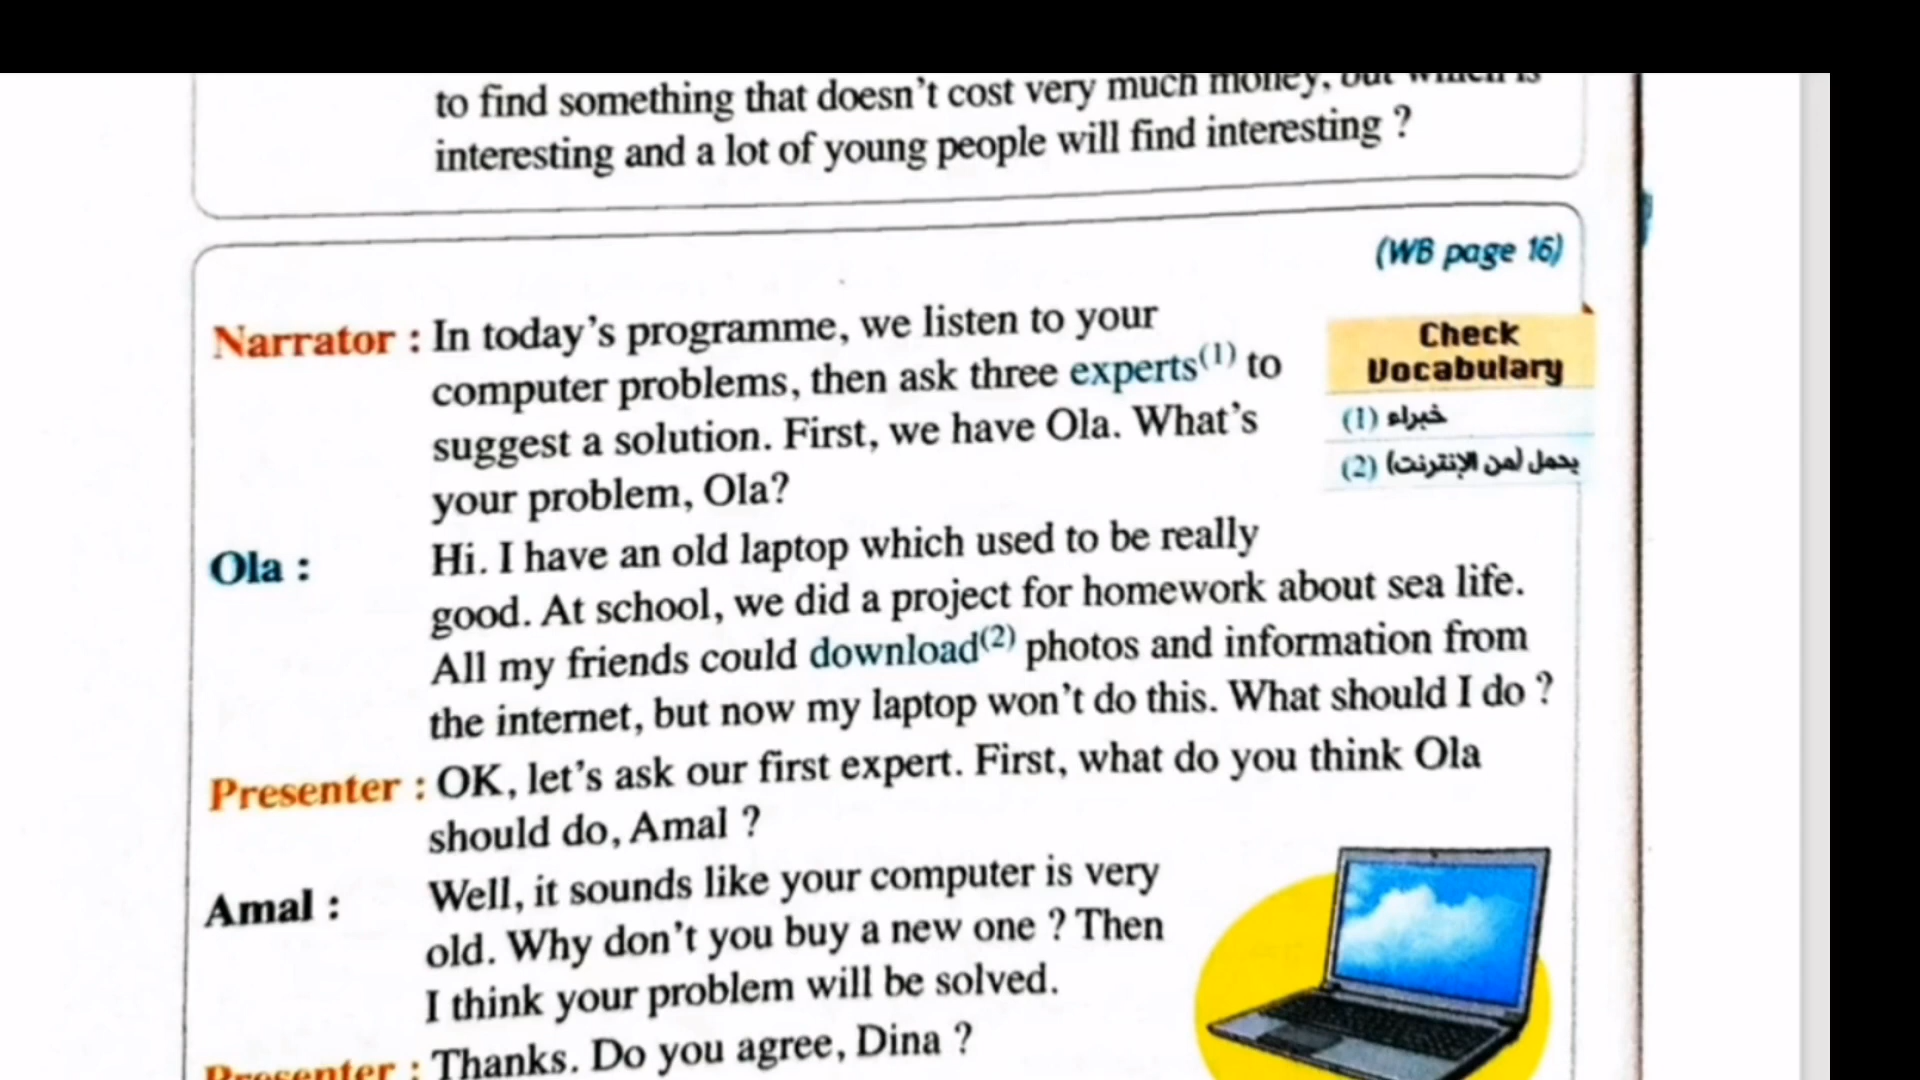 to find something that doesn't cost very much money, but which is
interesting and a lot of young people will find interesting ?
(WB page 16)
Narrator : In today's programme, we listen to your
computer problems, then ask three experts(1) to
suggest a solution. First, we have Ola. What's
your problem, Ola?
Check
Vocabulary
(1) خبراء
(2) يحمل (من الإنترنت)
Ola : Hi. I have an old laptop which used to be really
good. At school, we did a project for homework about sea life.
All my friends could download(2) photos and information from
the internet, but now my laptop won't do this. What should I do ?
Presenter : OK, let's ask our first expert. First, what do you think Ola
should do, Amal ?
Amal : Well, it sounds like your computer is very
old. Why don't you buy a new one ? Then
I think your problem will be solved.
Presenter : Thanks. Do you agree, Dina ?